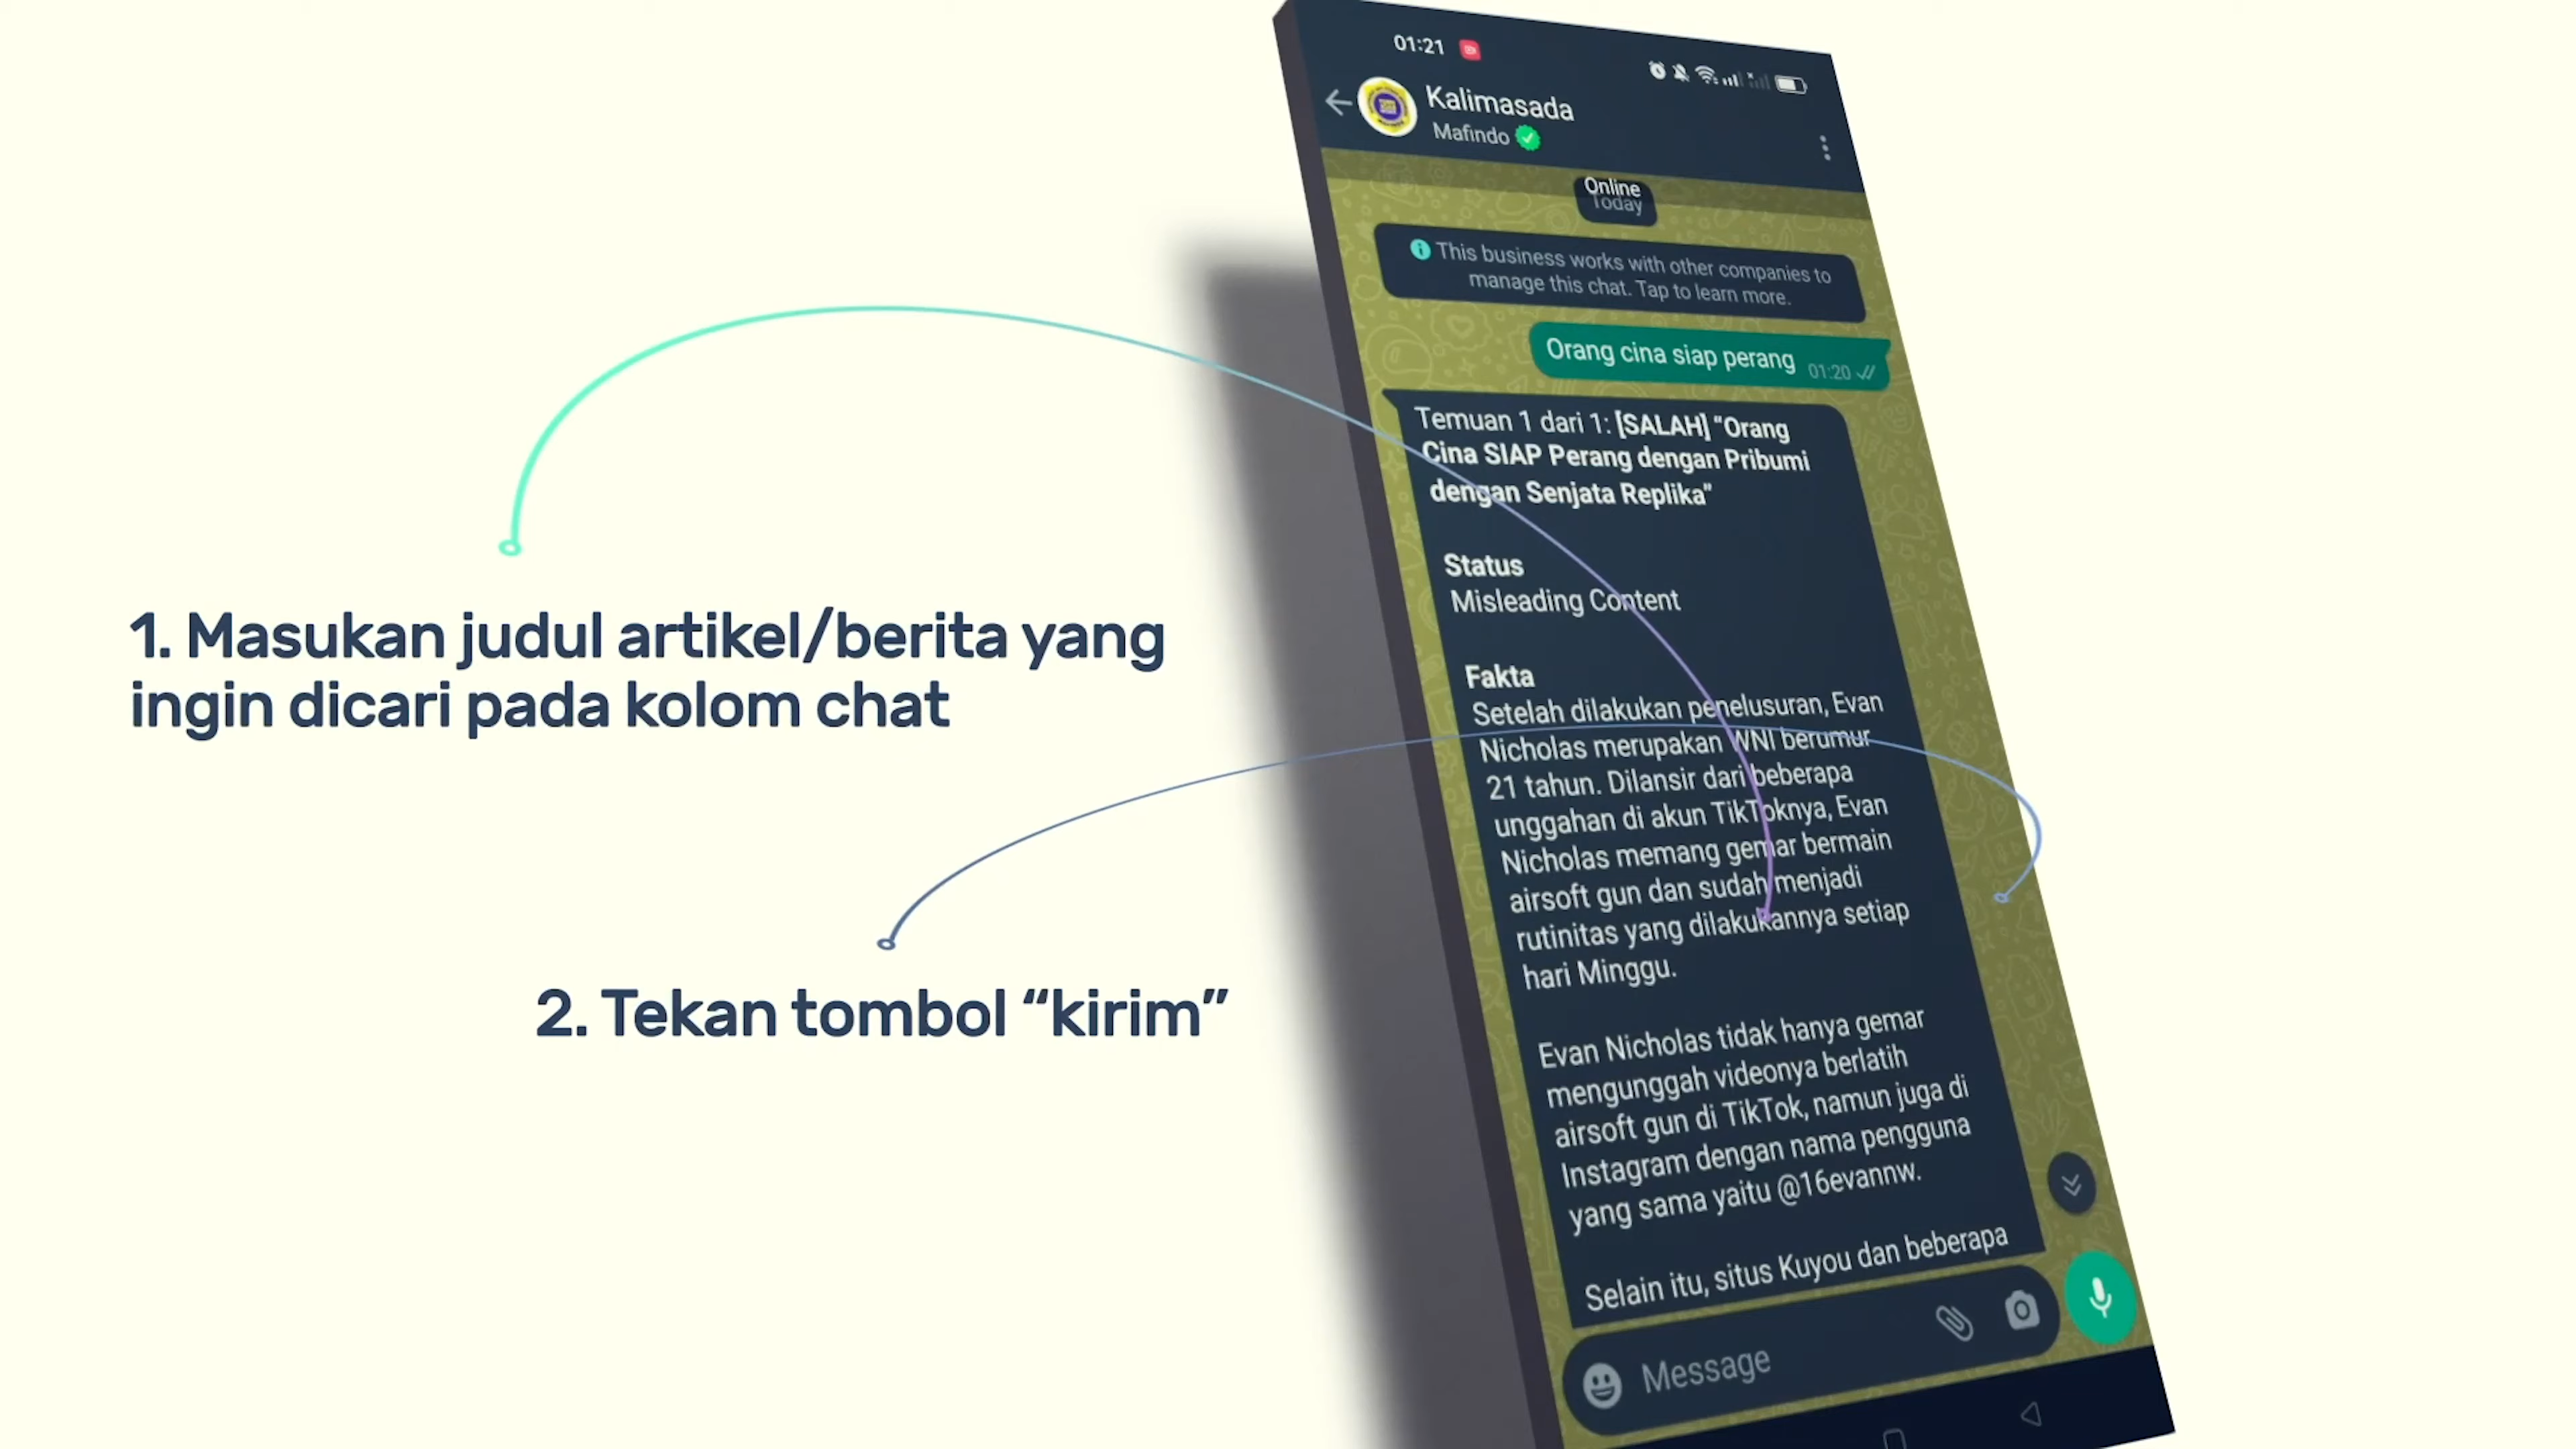 1. Masukan judul artikel/berita yang
ingin dicari pada kolom chat
2. Tekan tombol “kirim”
01:21
Kalimasada
Mafindo
Online
Today
This business works with other companies to
manage this chat. Tap to learn more.
Orang cina siap perang
01:20
Temuan 1 dari 1: [SALAH] “Orang
Cina SIAP Perang dengan Pribumi
dengan Senjata Replika”
Status
Misleading Content
Fakta
Setelah dilakukan penelusuran, Evan
Nicholas merupakan WNI berumur
21 tahun. Dilansir dari beberapa
unggahan di akun TikToknya, Evan
Nicholas memang gemar bermain
airsoft gun dan sudah menjadi
rutinitas yang dilakukannya setiap
hari Minggu.
Evan Nicholas tidak hanya gemar
mengunggah videonya berlatih
airsoft gun di TikTok, namun juga di
Instagram dengan nama pengguna
yang sama yaitu @16evannw.
Selain itu, situs Kuyou dan beberapa
Message